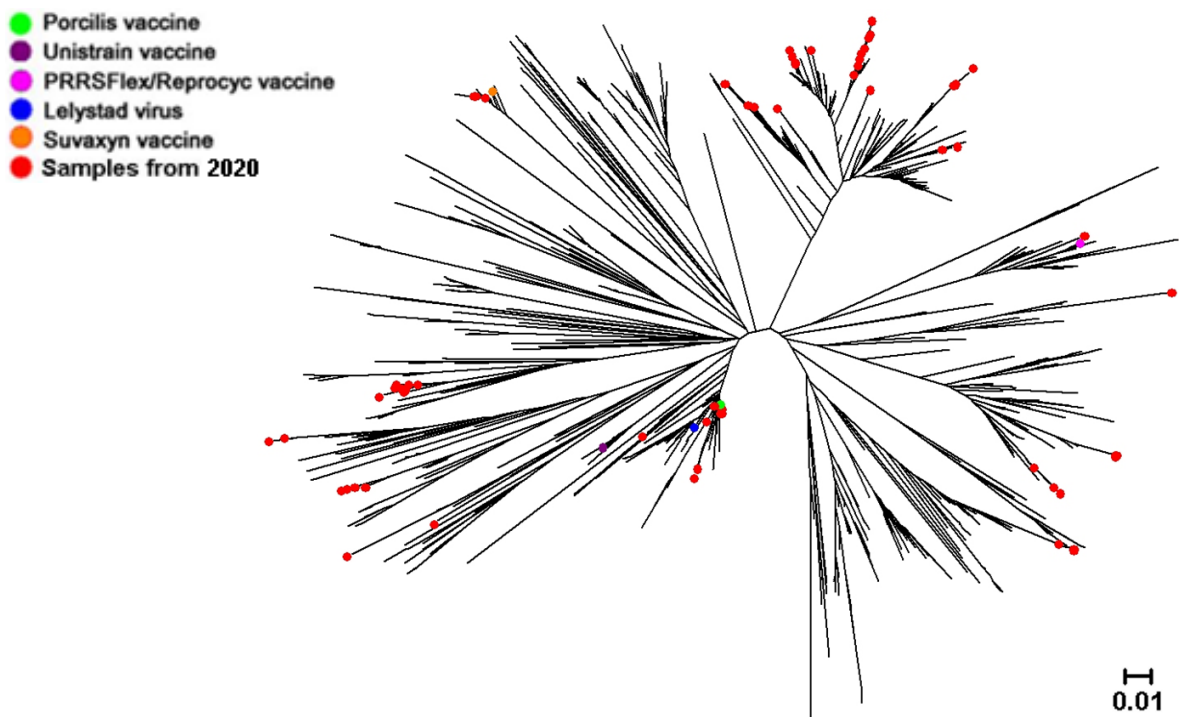 Porcilis vaccine
Unistrain vaccine
PRRSFlex/Reprocyc vaccine
Lelystad virus
Suvaxyn vaccine
Samples from 2020
0.01